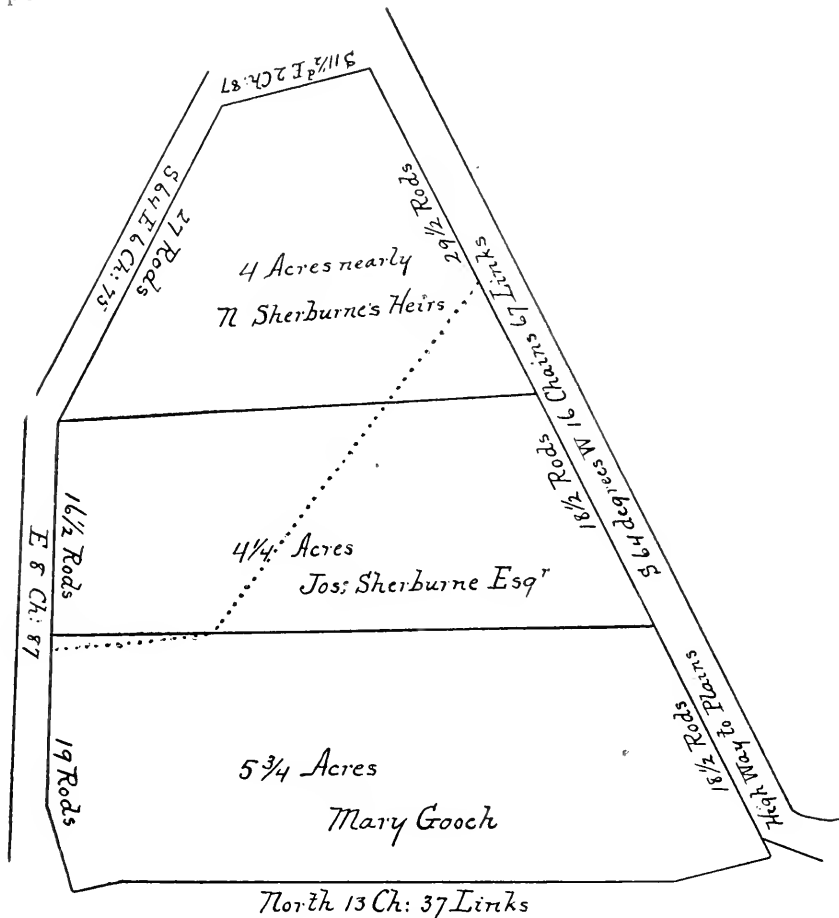 S 11½ᵈ E 2 Ch: 87
S 64 E 6 Ch: 75
27 Rods
29½ Rods
4 Acres nearly
N Sherburne's Heirs
S 64 degrees W 16 Chains 67 Links
18½ Rods
16½ Rods
E 8 Ch: 87
4¼ Acres
Jos; Sherburne Esqʳ
19 Rods
18½ Rods
High Way to Plains
5¾ Acres
Mary Gooch
North 13 Ch: 37 Links